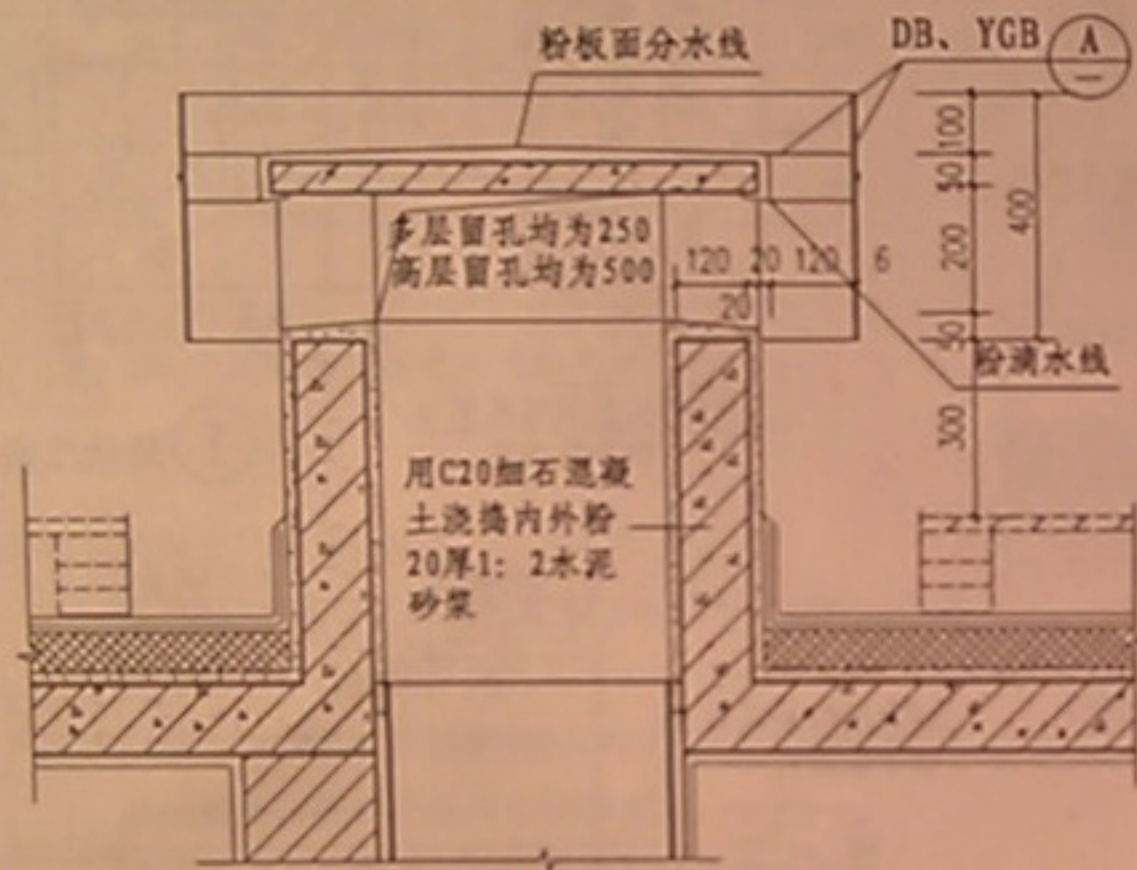 粉板面分水线
DB、YGB
A
100
50
400
200
多层留孔均为250
高层留孔均为500
120 20 120 6
20
50
粉滴水线
300
用C20细石混凝
土浇捣内外粉
20厚1：2水泥
砂浆